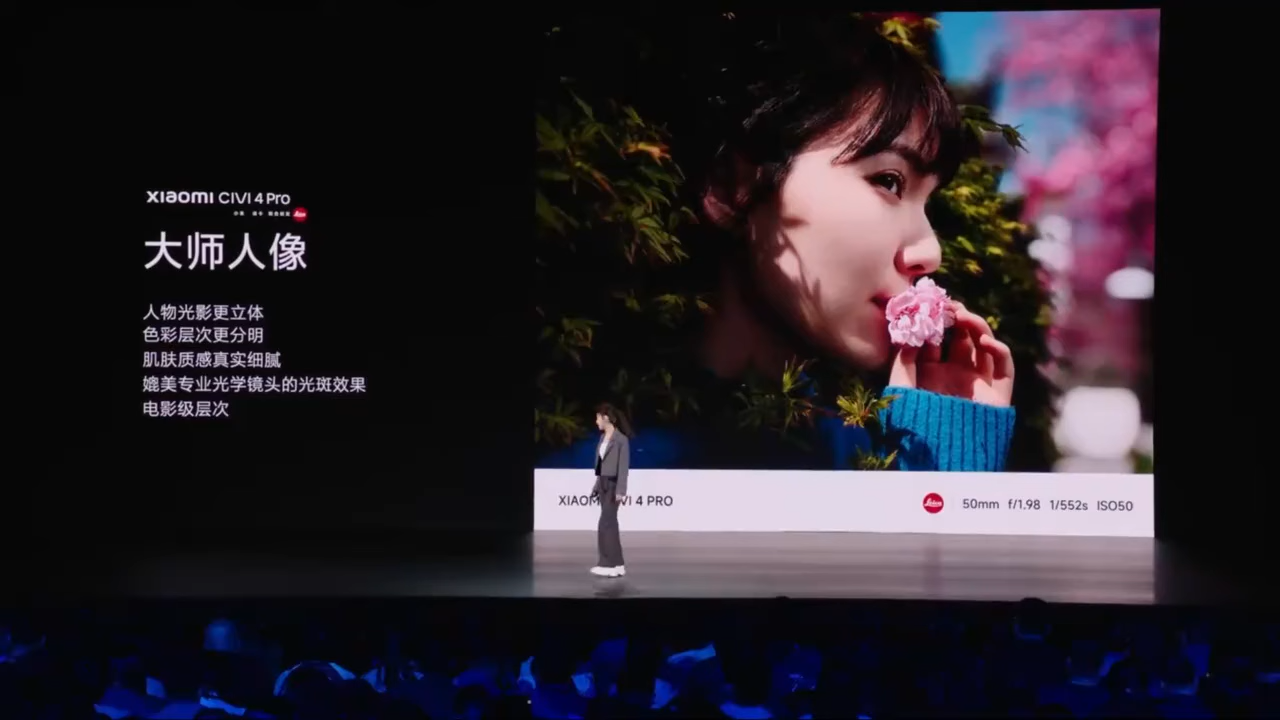 xiaomi CIVI 4 Pro
大师人像
人物光影更立体
色彩层次更分明
肌肤质感真实细腻
媲美专业光学镜头的光斑效果
电影级层次
XIAOMI CIVI 4 PRO
Leica 50mm f/1.98 1/552s ISO50